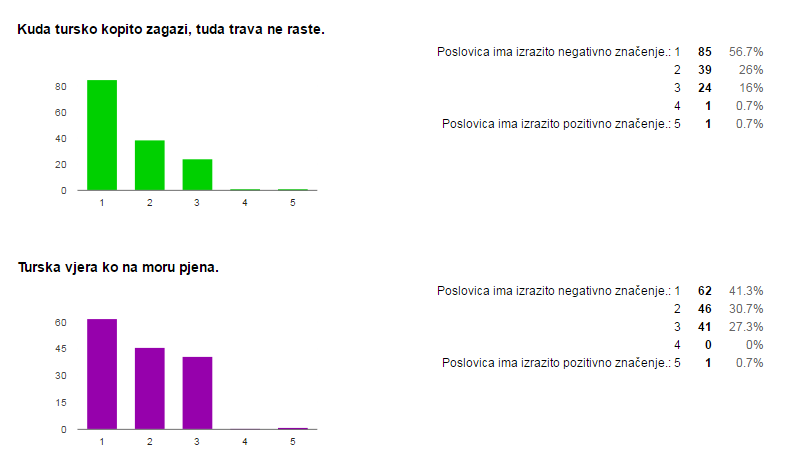 Kuda tursko kopito zagazi, tuda trava ne raste.
Poslovica ima izrazito negativno značenje.: 1 85 56.7%
2 39 26%
3 24 16%
4 1 0.7%
Poslovica ima izrazito pozitivno značenje.: 5 1 0.7%
80
60
40
20
0
1 2 3 4 5
Turska vjera ko na moru pjena.
Poslovica ima izrazito negativno značenje.: 1 62 41.3%
2 46 30.7%
3 41 27.3%
4 0 0%
Poslovica ima izrazito pozitivno značenje.: 5 1 0.7%
60
45
30
15
0
1 2 3 4 5